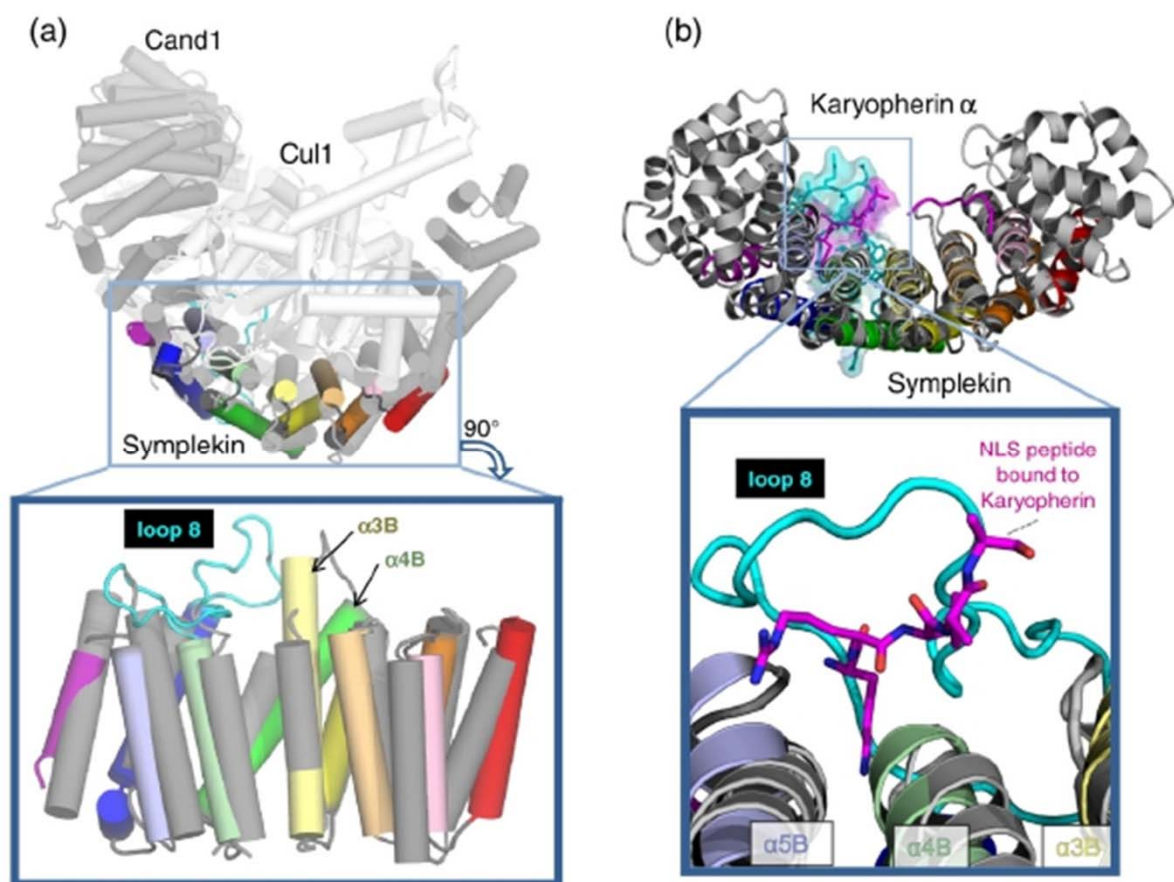 (a)
Cand1
Cul1
Symplekin
90°
loop 8
α3B
α4B
(b)
Karyopherin α
Symplekin
NLS peptide
bound to
Karyopherin
loop 8
α5B
α4B
α3B